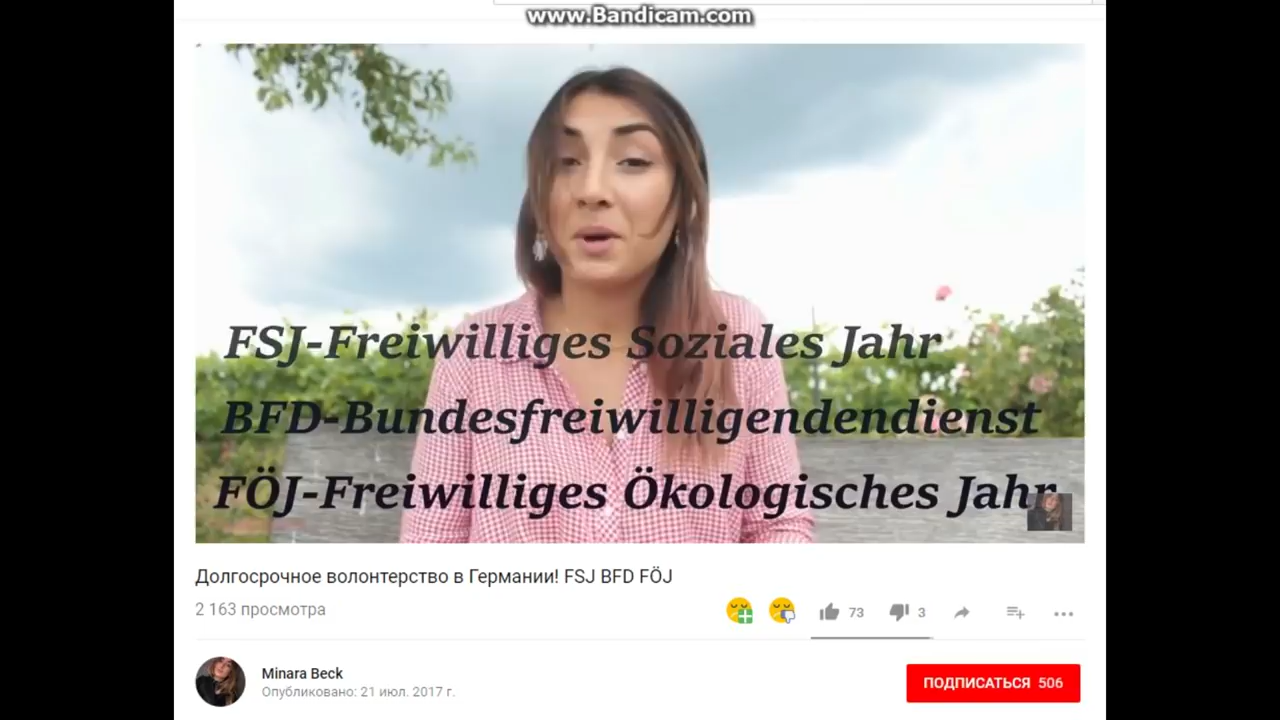 www.Bandicam.com
FSJ-Freiwilliges Soziales Jahr
BFD-Bundesfreiwilligendendienst
FÖJ-Freiwilliges Ökologisches Jahr
Долгосрочное волонтерство в Германии! FSJ BFD FÖJ
2 163 просмотра
73
3
Minara Beck
Опубликовано: 21 июл. 2017 г.
ПОДПИСАТЬСЯ 506